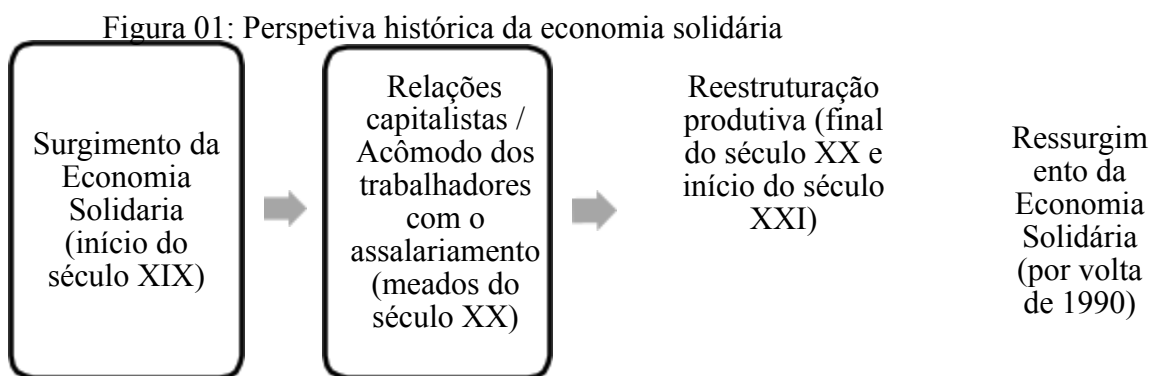 Figura 01: Perspetiva histórica da economia solidária
Surgimento da
Economia
Solidaria
(início do
século XIX)
Relações
capitalistas /
Acômodo dos
trabalhadores
com o
assalariamento
(meados do
século XX)
Reestruturação
produtiva (final
do século XX e
início do século
XXI)
Ressurgim
ento da
Economia
Solidária
(por volta
de 1990)